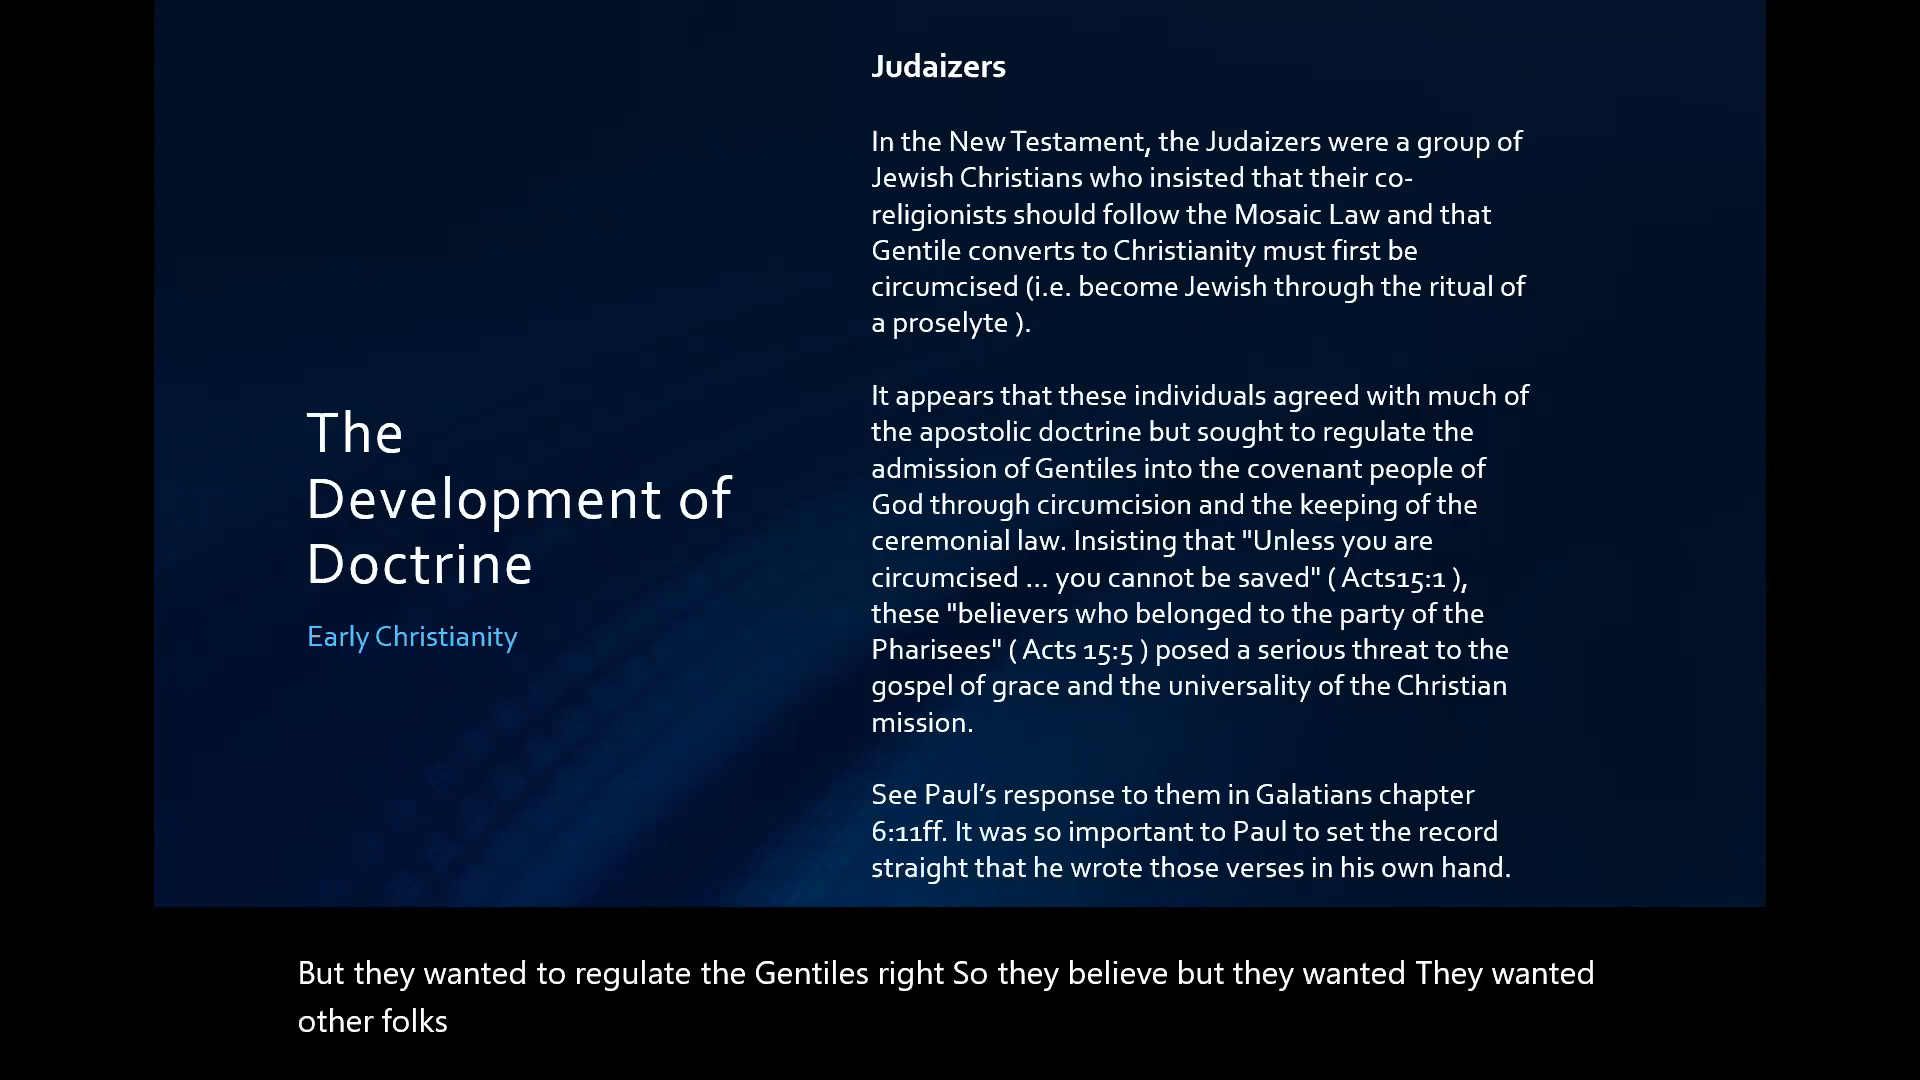 The
Development of
Doctrine
Early Christianity
Judaizers
In the New Testament, the Judaizers were a group of
Jewish Christians who insisted that their co-
religionists should follow the Mosaic Law and that
Gentile converts to Christianity must first be
circumcised (i.e. become Jewish through the ritual of
a proselyte ).
It appears that these individuals agreed with much of
the apostolic doctrine but sought to regulate the
admission of Gentiles into the covenant people of
God through circumcision and the keeping of the
ceremonial law. Insisting that "Unless you are
circumcised ... you cannot be saved" ( Acts15:1 ),
these "believers who belonged to the party of the
Pharisees" ( Acts 15:5 ) posed a serious threat to the
gospel of grace and the universality of the Christian
mission.
See Paul’s response to them in Galatians chapter
6:11ff. It was so important to Paul to set the record
straight that he wrote those verses in his own hand.
But they wanted to regulate the Gentiles right So they believe but they wanted They wanted
other folks